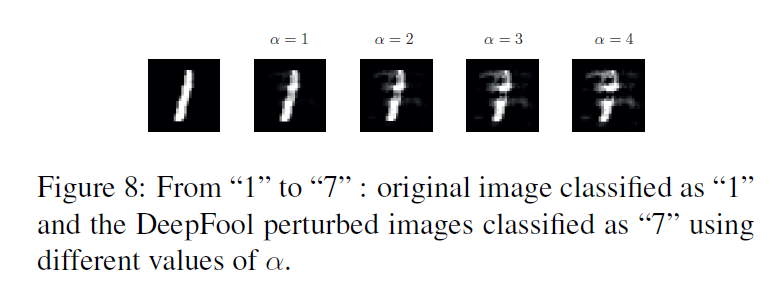 α = 1 α = 2 α = 3 α = 4
Figure 8: From “1” to “7” : original image classified as “1”
and the DeepFool perturbed images classified as “7” using
different values of α.